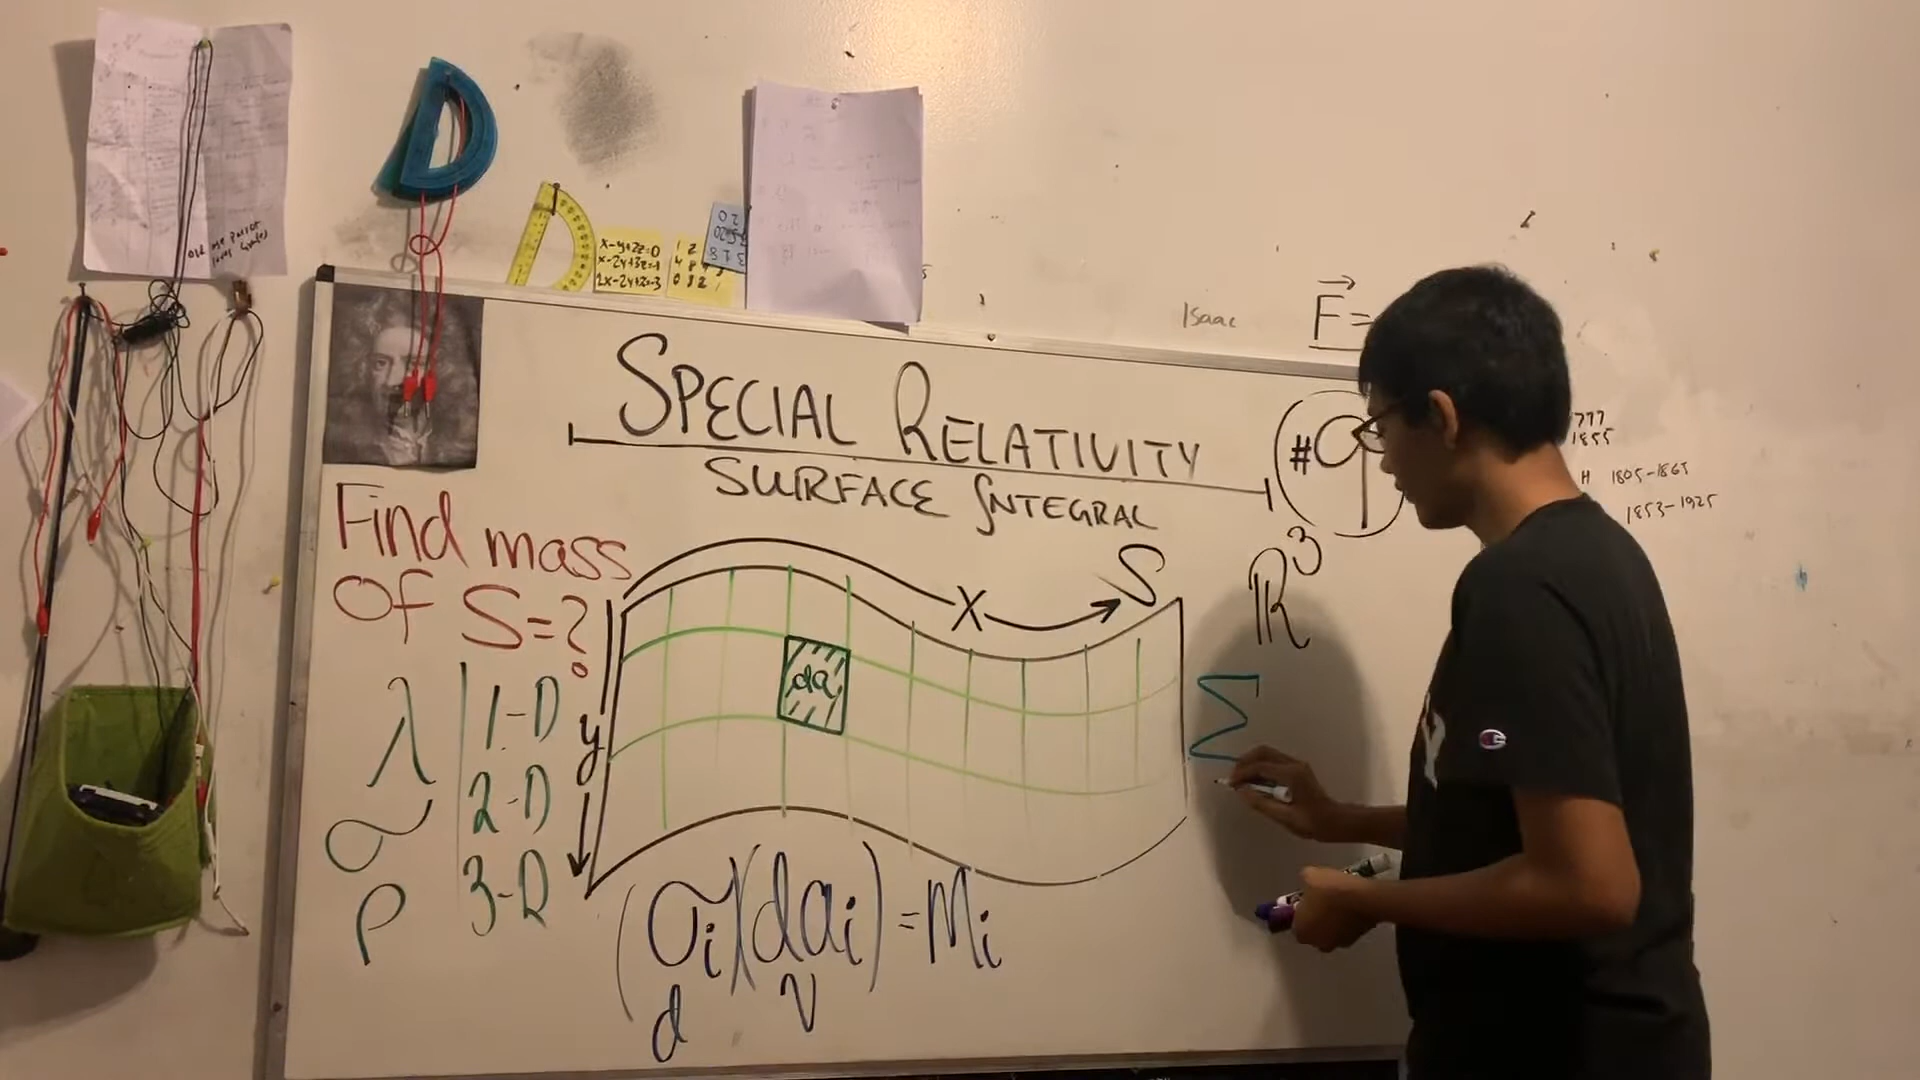 x-y+2z=0
x-2y+3z=-1
2x-2y+z=-3
Isaac
F=
SPECIAL RELATIVITY
SURFACE INTEGRAL
#9
1777
1855
H 1805-1865
1853-1925
Find mass
of S=?
X
S
R³
λ 1-D
σ 2-D
ρ 3-D
y
da
Σ
(σi)(dai)=Mi
d V